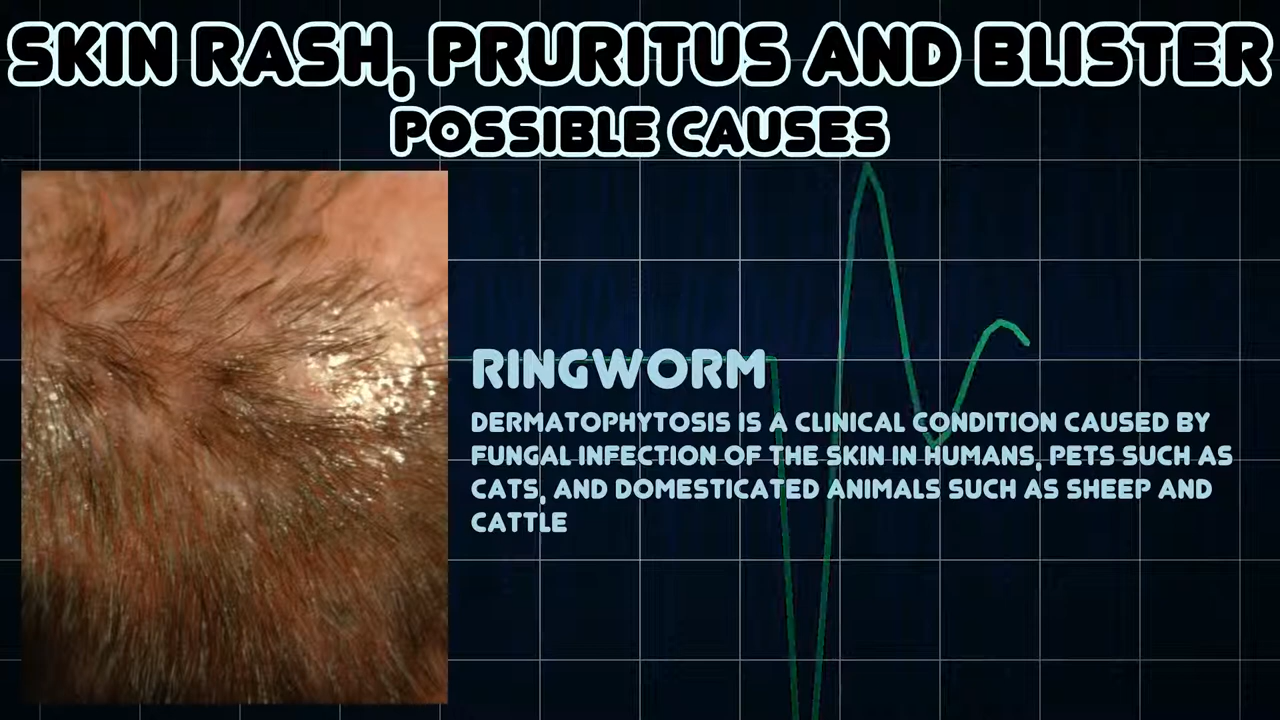 SKIN RASH, PRURITUS AND BLISTER
POSSIBLE CAUSES
RINGWORM
DERMATOPHYTOSIS IS A CLINICAL CONDITION CAUSED BY
FUNGAL INFECTION OF THE SKIN IN HUMANS, PETS SUCH AS
CATS, AND DOMESTICATED ANIMALS SUCH AS SHEEP AND
CATTLE